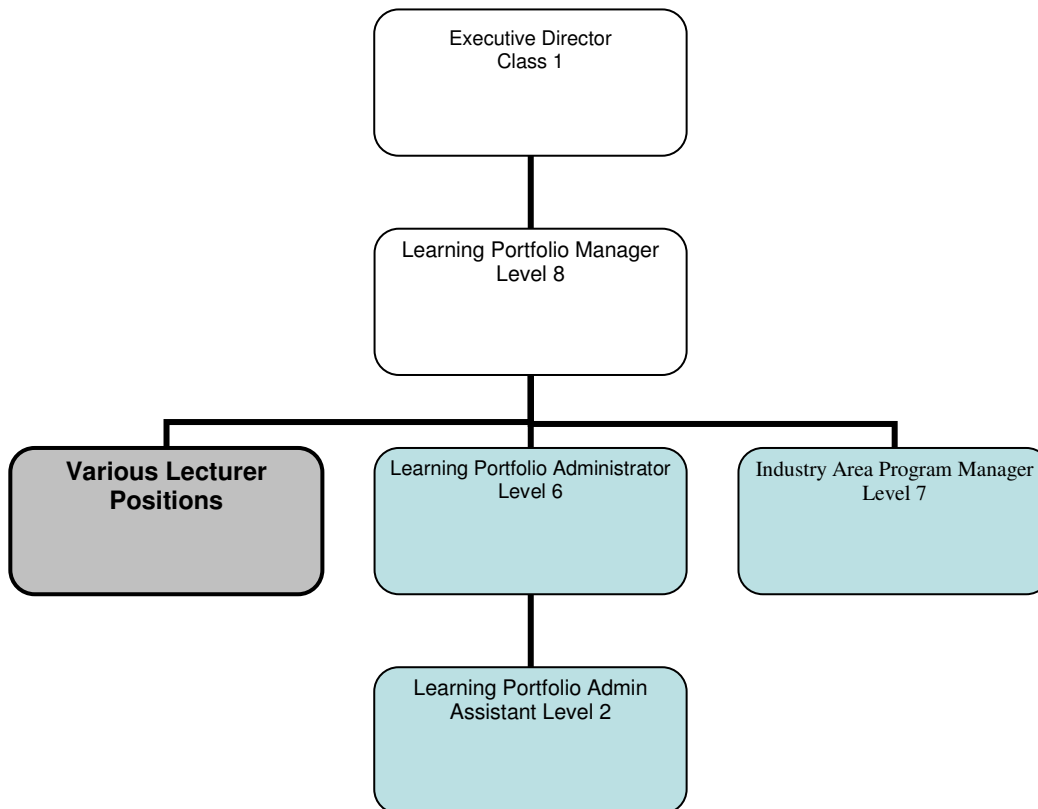 Executive Director
Class 1
Learning Portfolio Manager
Level 8
Various Lecturer
Positions
Learning Portfolio Administrator
Level 6
Industry Area Program Manager
Level 7
Learning Portfolio Admin
Assistant Level 2